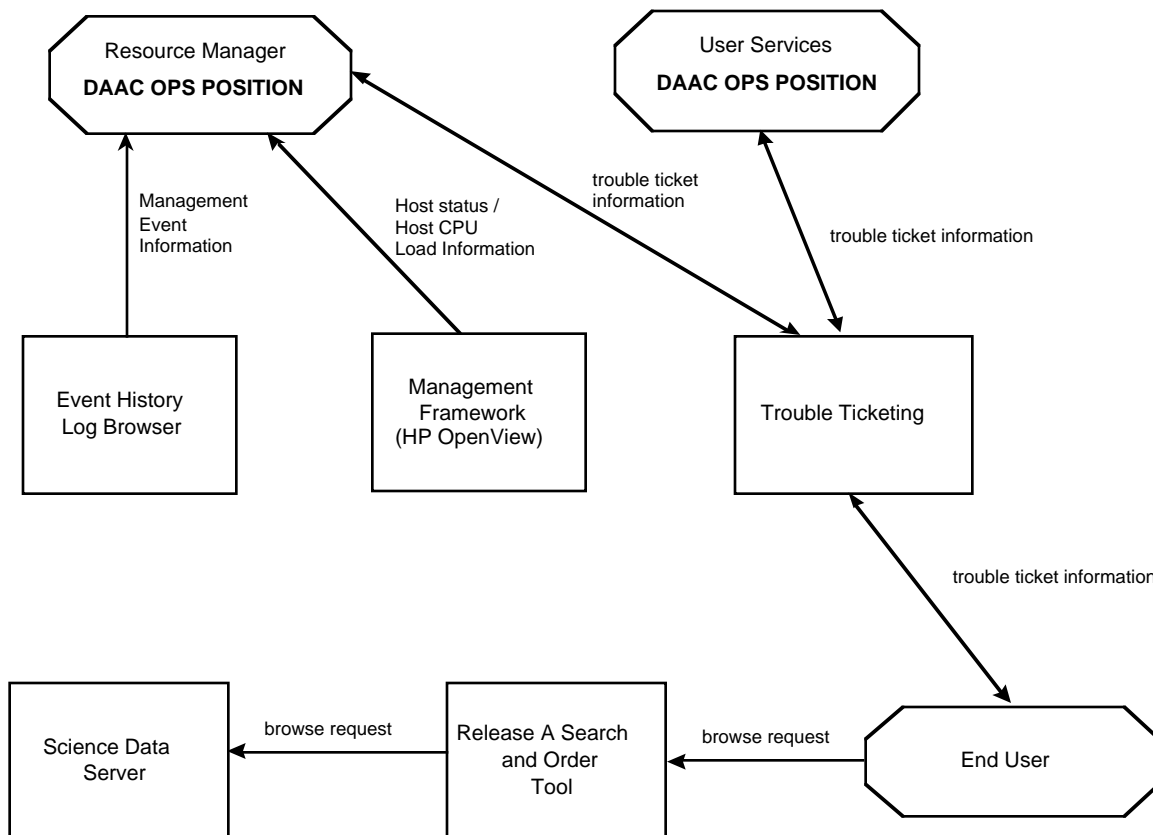 Resource Manager
DAAC OPS POSITION
User Services
DAAC OPS POSITION
Management
Event
Information
Host status /
Host CPU
Load Information
trouble ticket
information
trouble ticket information
Event History
Log Browser
Management
Framework
(HP OpenView)
Trouble Ticketing
trouble ticket information
Science Data
Server
browse request
Release A Search
and Order
Tool
browse request
End User